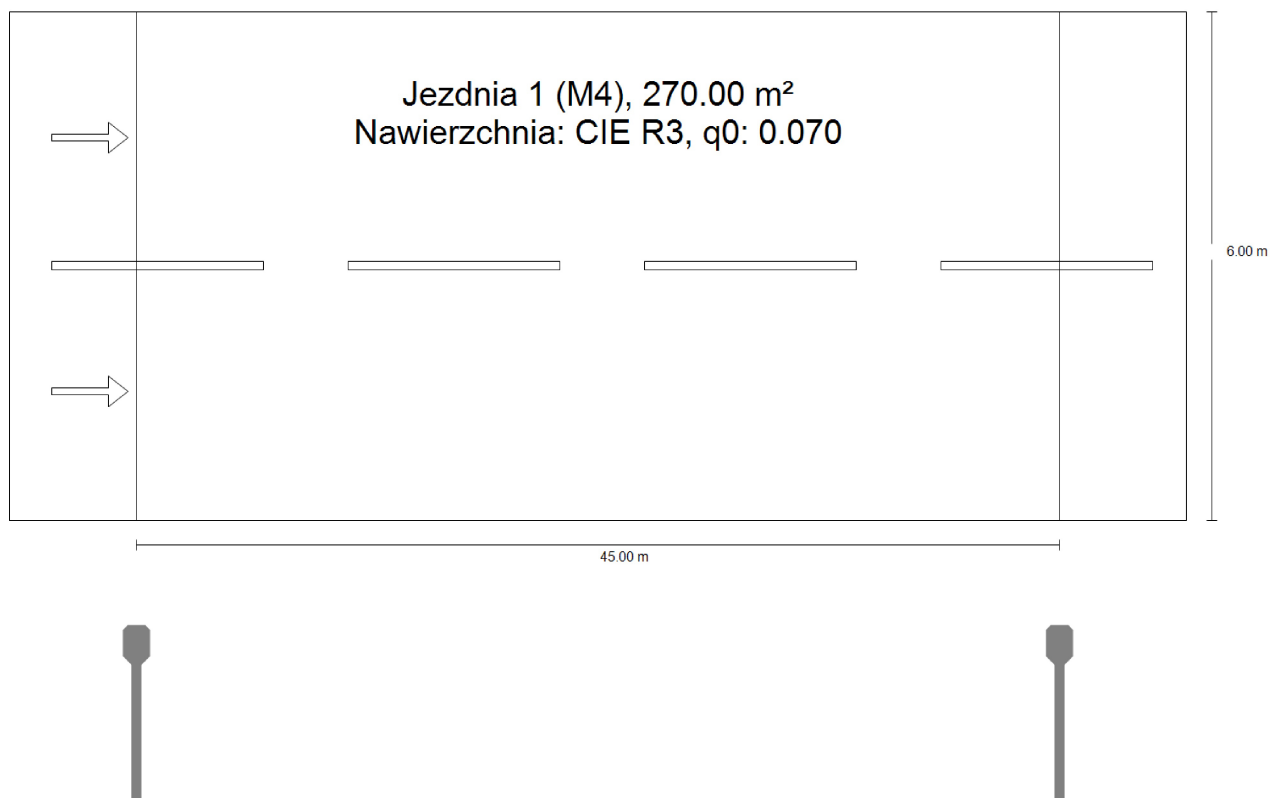 Jezdnia 1 (M4), 270.00 m²
Nawierzchnia: CIE R3, q0: 0.070
6.00 m
45.00 m